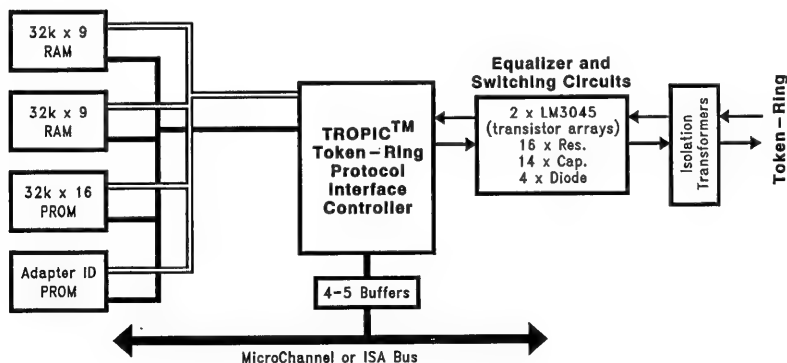 32k x 9
RAM
32k x 9
RAM
32k x 16
PROM
Adapter ID
PROM
TROPIC™
Token–Ring
Protocol
Interface
Controller
4-5 Buffers
MicroChannel or ISA Bus
Equalizer and
Switching Circuits
2 x LM3045
(transistor arrays)
16 x Res.
14 x Cap.
4 x Diode
Isolation
Transformers
Token–Ring